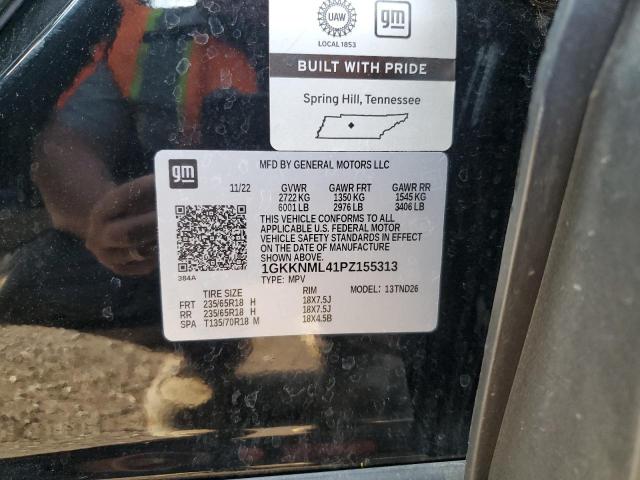 UAW
gm
LOCAL 1853
BUILT WITH PRIDE
Spring Hill, Tennessee
gm
MFD BY GENERAL MOTORS LLC
11/22 GVWR GAWR FRT GAWR RR
2722 KG 1350 KG 1545 KG
6001 LB 2976 LB 3406 LB
THIS VEHICLE CONFORMS TO ALL
APPLICABLE U.S. FEDERAL MOTOR
VEHICLE SAFETY STANDARDS IN EFFECT
ON THE DATE OF MANUFACTURE
SHOWN ABOVE.
1GKKNML41PZ155313
384A TYPE: MPV
TIRE SIZE RIM MODEL: 13TND26
FRT 235/65R18 H 18X7.5J
RR 235/65R18 H 18X7.5J
SPA T135/70R18 M 18X4.5B